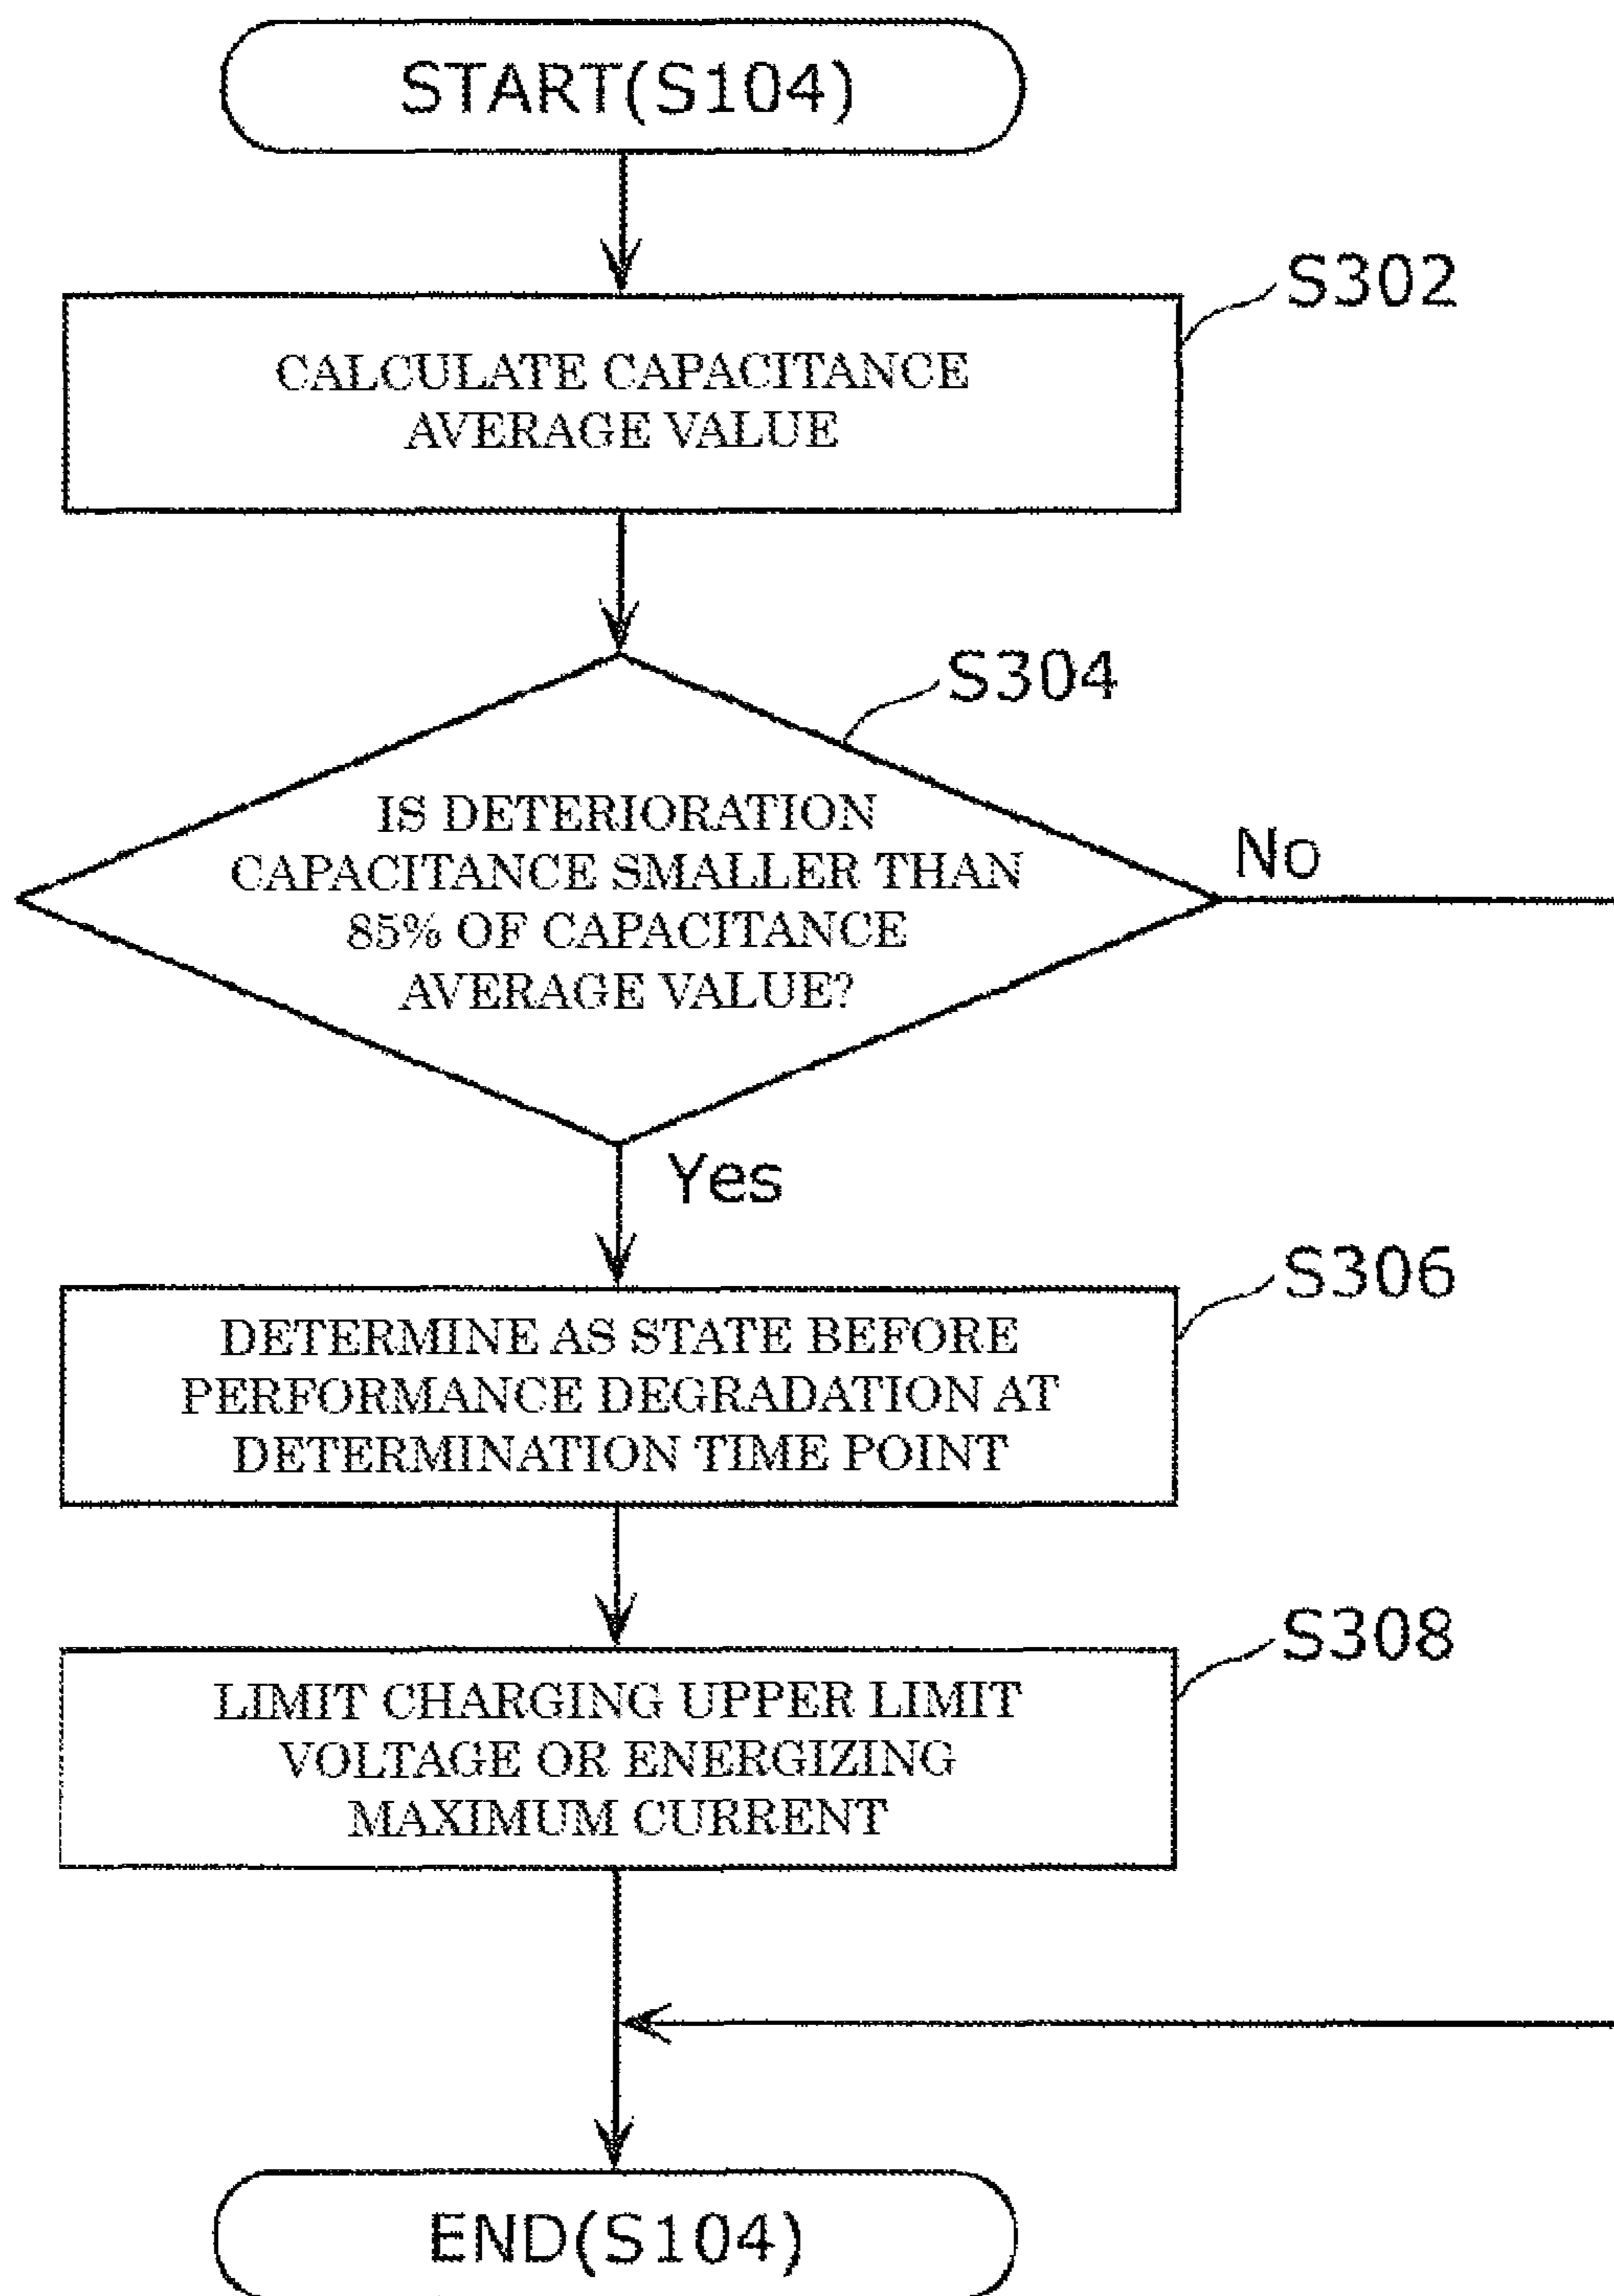 START(S104)
S302
CALCULATE CAPACITANCE
AVERAGE VALUE
S304
IS DETERIORATION
CAPACITANCE SMALLER THAN
85% OF CAPACITANCE
AVERAGE VALUE?
No
Yes
S306
DETERMINE AS STATE BEFORE
PERFORMANCE DEGRADATION AT
DETERMINATION TIME POINT
S308
LIMIT CHARGING UPPER LIMIT
VOLTAGE OR ENERGIZING
MAXIMUM CURRENT
END(S104)